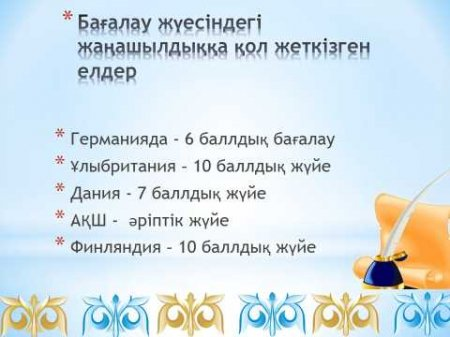 * Бағалау жүесіндегі
жаңашылдыққа қол жеткізген
елдер
* Германияда - 6 баллдық бағалау
* Ұлыбритания – 10 баллдық жүйе
* Дания - 7 баллдық жүйе
* АҚШ - әріптік жүйе
* Финляндия – 10 баллдық жүйе